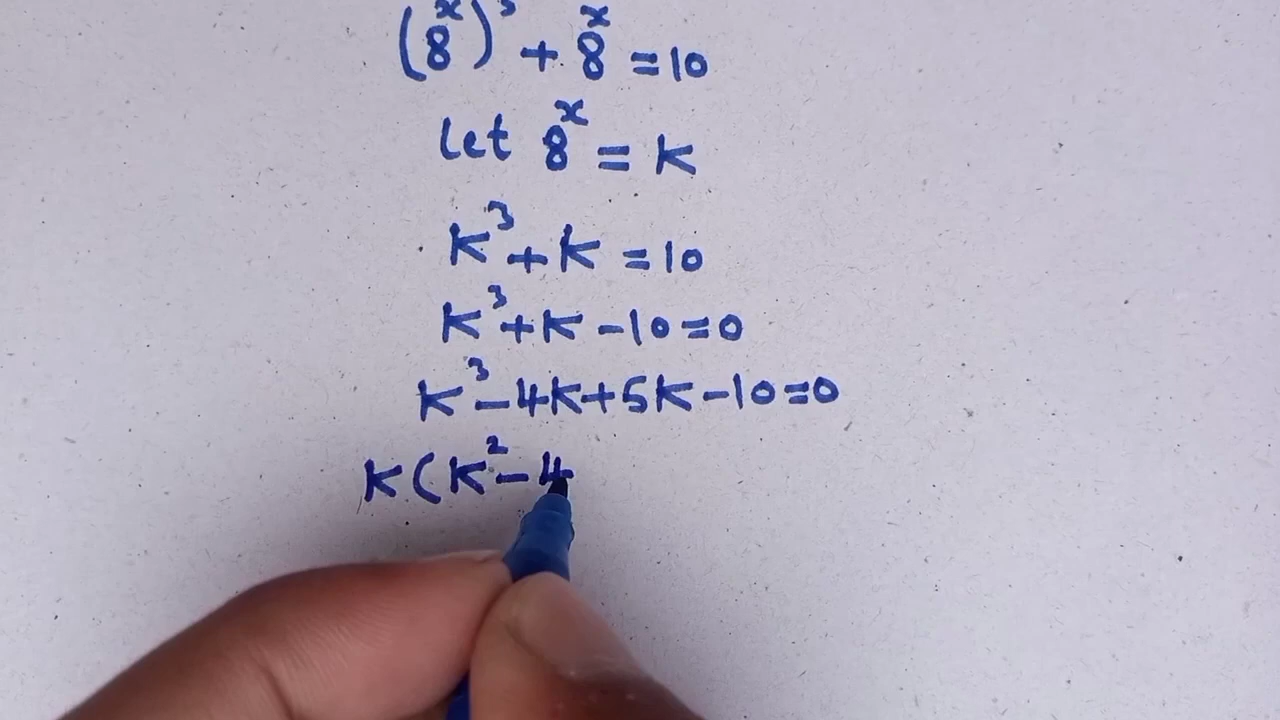 (8^x)^3 + 8^x = 10
let 8^x = K
K^3 + K = 10
K^3 + K - 10 = 0
K^3 - 4K + 5K - 10 = 0
K(K^2 - 4